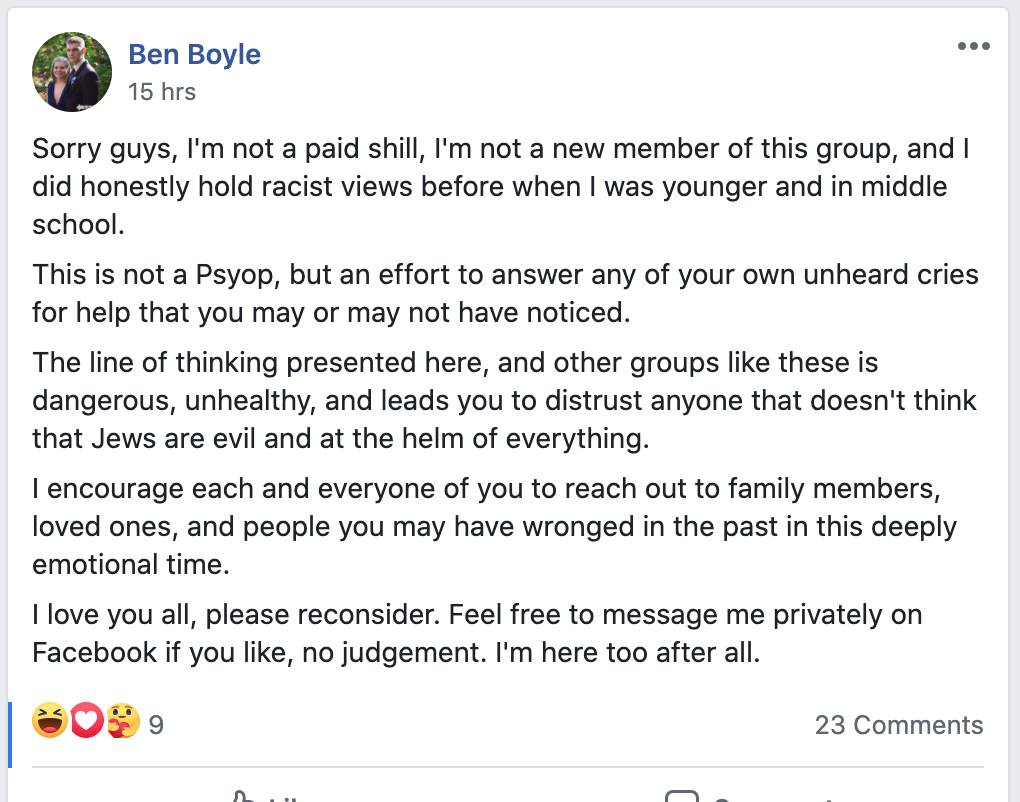 Ben Boyle
15 hrs
Sorry guys, I'm not a paid shill, I'm not a new member of this group, and I
did honestly hold racist views before when I was younger and in middle
school.
This is not a Psyop, but an effort to answer any of your own unheard cries
for help that you may or may not have noticed.
The line of thinking presented here, and other groups like these is
dangerous, unhealthy, and leads you to distrust anyone that doesn't think
that Jews are evil and at the helm of everything.
I encourage each and everyone of you to reach out to family members,
loved ones, and people you may have wronged in the past in this deeply
emotional time.
I love you all, please reconsider. Feel free to message me privately on
Facebook if you like, no judgement. I'm here too after all.
9
23 Comments